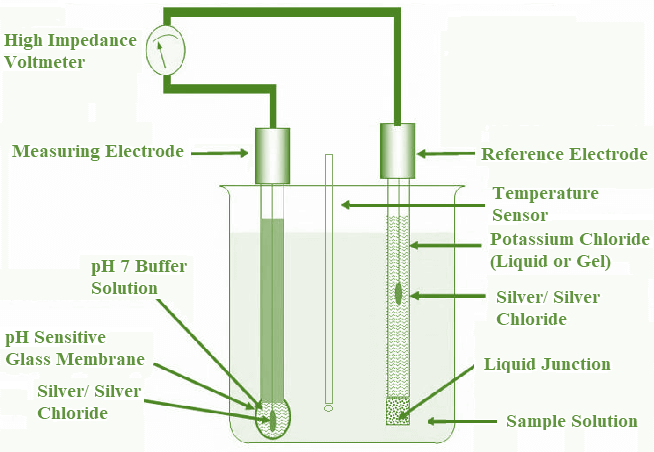 High Impedance
Voltmeter
Measuring Electrode
Reference Electrode
Temperature
Sensor
Potassium Chloride
(Liquid or Gel)
pH 7 Buffer
Solution
Silver/ Silver
Chloride
pH Sensitive
Glass Membrane
Liquid Junction
Silver/ Silver
Chloride
Sample Solution